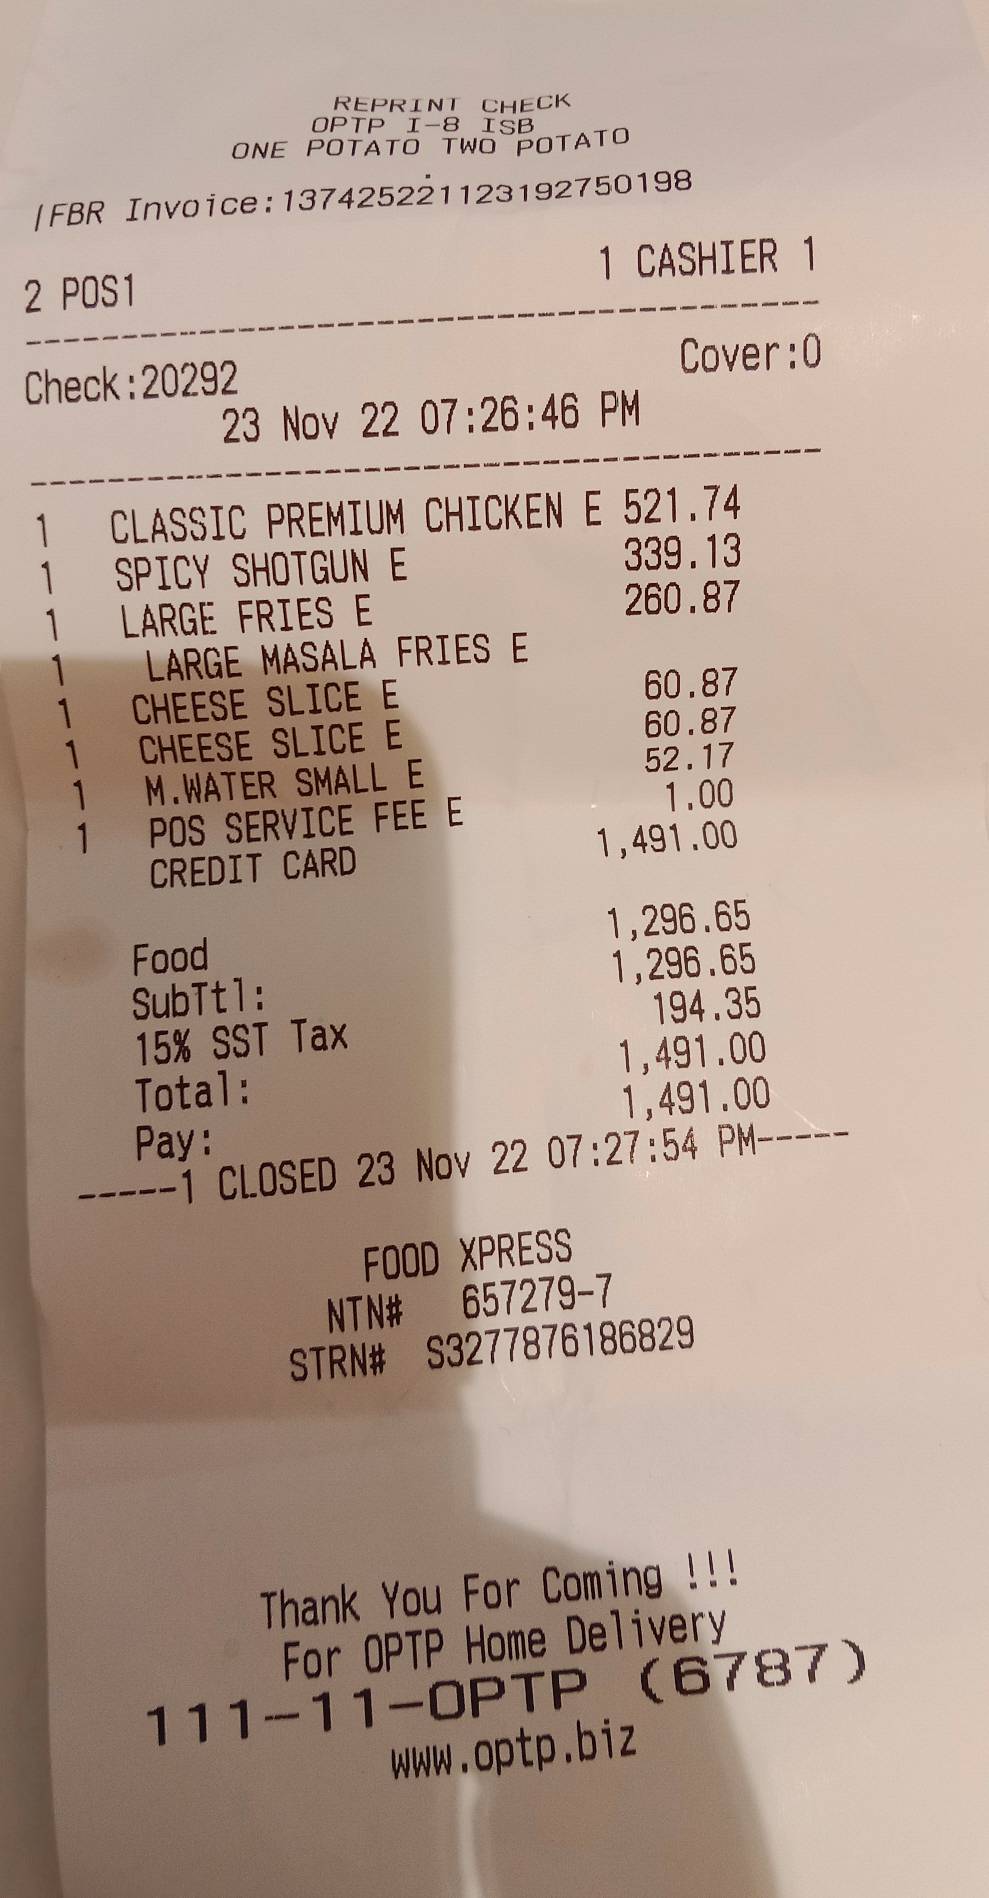 REPRINT CHECK
OPTP I-8 ISB
ONE POTATO TWO POTATO
/FBR Invoice:137425221123192750198
2 POS1 1 CASHIER 1
Check:20292 Cover:0
23 Nov 22 07:26:46 PM
1 CLASSIC PREMIUM CHICKEN E 521.74
1 SPICY SHOTGUN E 339.13
1 LARGE FRIES E 260.87
1 LARGE MASALA FRIES E
1 CHEESE SLICE E 60.87
1 CHEESE SLICE E 60.87
1 M.WATER SMALL E 52.17
1 POS SERVICE FEE E 1.00
CREDIT CARD 1,491.00
Food 1,296.65
SubTtl: 1,296.65
15% SST Tax 194.35
Total: 1,491.00
Pay: 1,491.00
-----1 CLOSED 23 Nov 22 07:27:54 PM-----
FOOD XPRESS
NTN# 657279-7
STRN# S3277876186829
Thank You For Coming !!!
For OPTP Home Delivery
111-11-OPTP (6787)
www.optp.biz